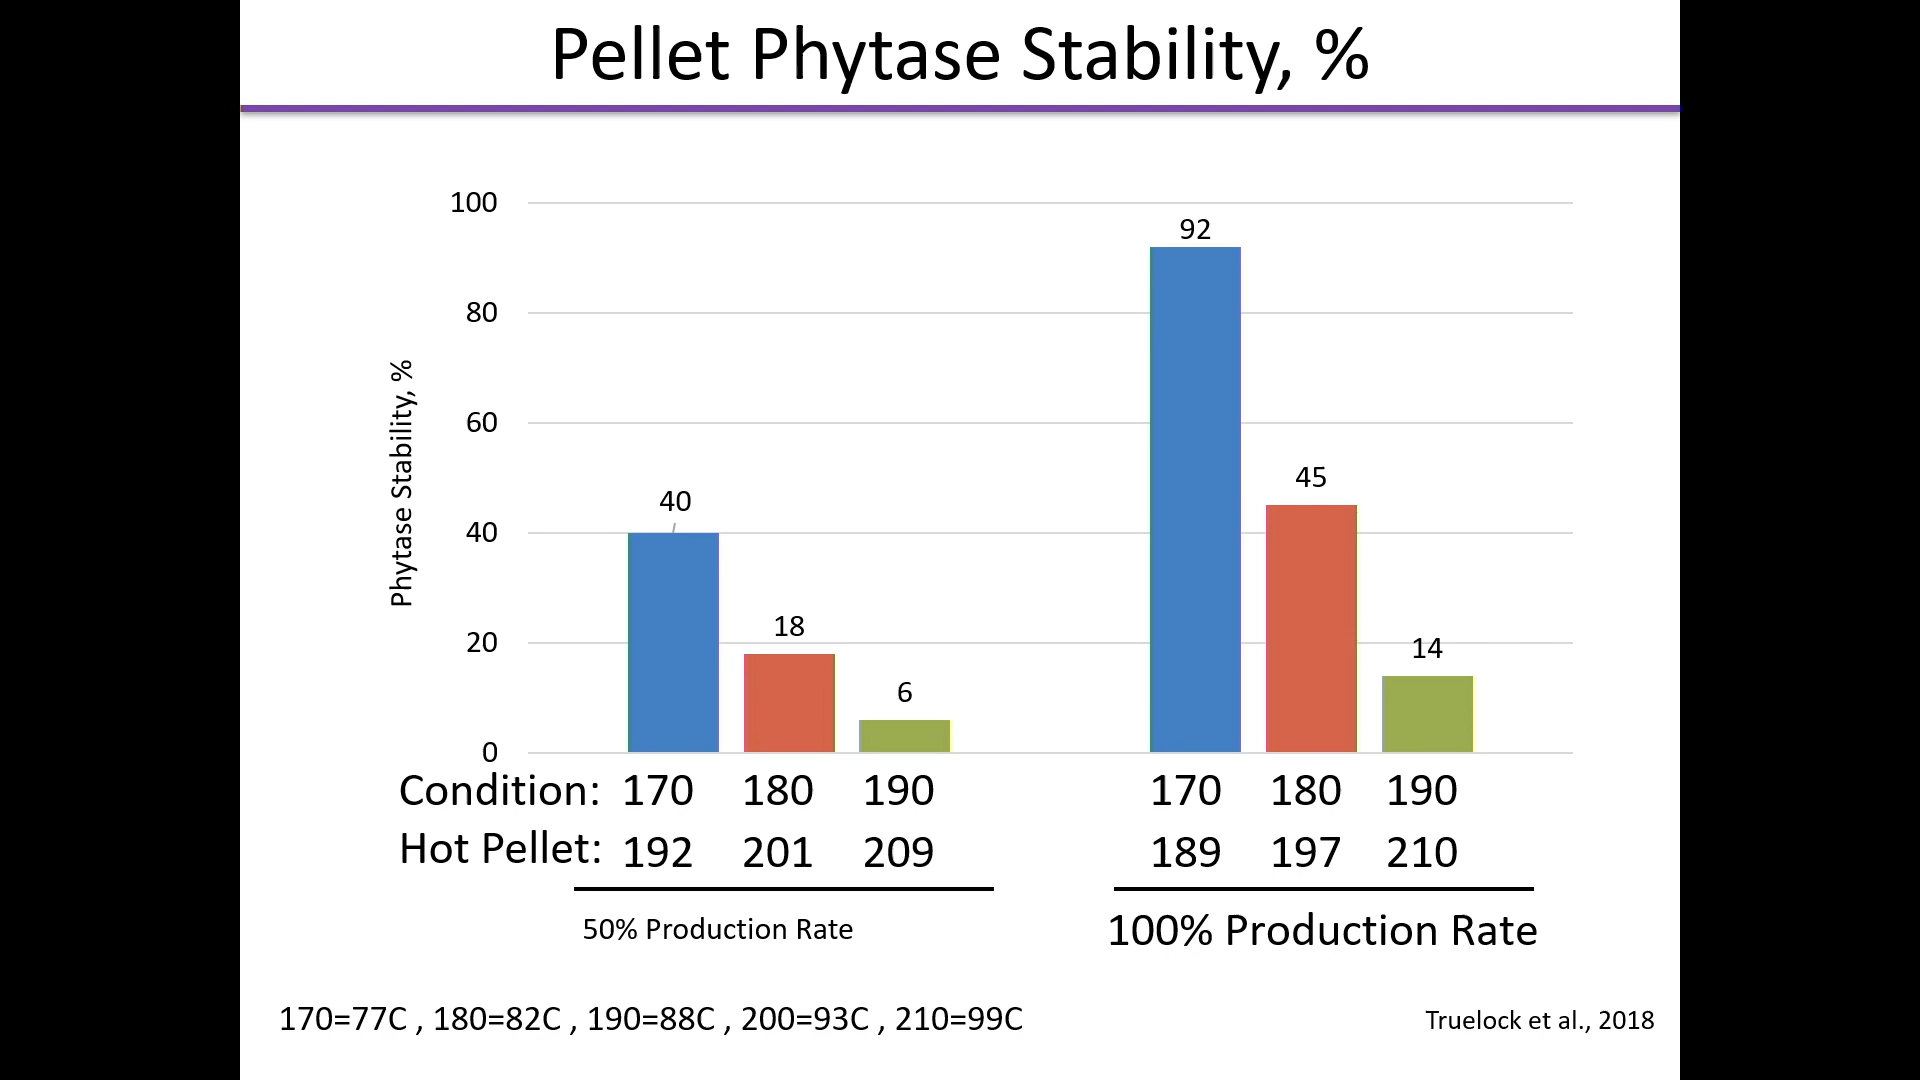 Pellet Phytase Stability, %
Phytase Stability, %
100
80
60
40
20
0
40
18
6
92
45
14
Condition: 170 180 190 170 180 190
Hot Pellet: 192 201 209 189 197 210
50% Production Rate 100% Production Rate
170=77C , 180=82C , 190=88C , 200=93C , 210=99C
Truelock et al., 2018